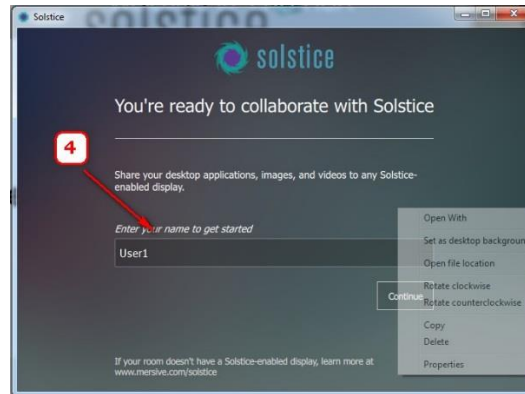 Solstice
solstice
You're ready to collaborate with Solstice
4
Share your desktop applications, images, and videos to any Solstice-
enabled display.
Enter your name to get started
User1
Continue
If your room doesn't have a Solstice-enabled display, learn more at
www.mersive.com/solstice
Open With
Set as desktop background
Open file location
Rotate clockwise
Rotate counterclockwise
Copy
Delete
Properties